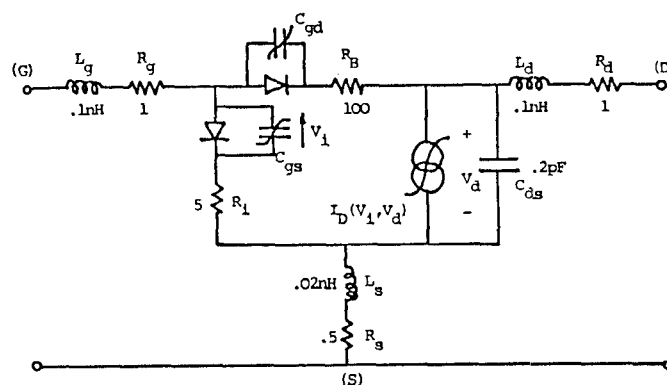 C_gd
(G)
L_g
R_g
R_B
L_d
R_d
(D
.1nH
1
100
.1nH
1
V_i
C_gs
+
V_d
-
.2pF
C_ds
5
R_i
I_D(V_i,V_d)
.02nH
L_s
.5
R_s
(S)